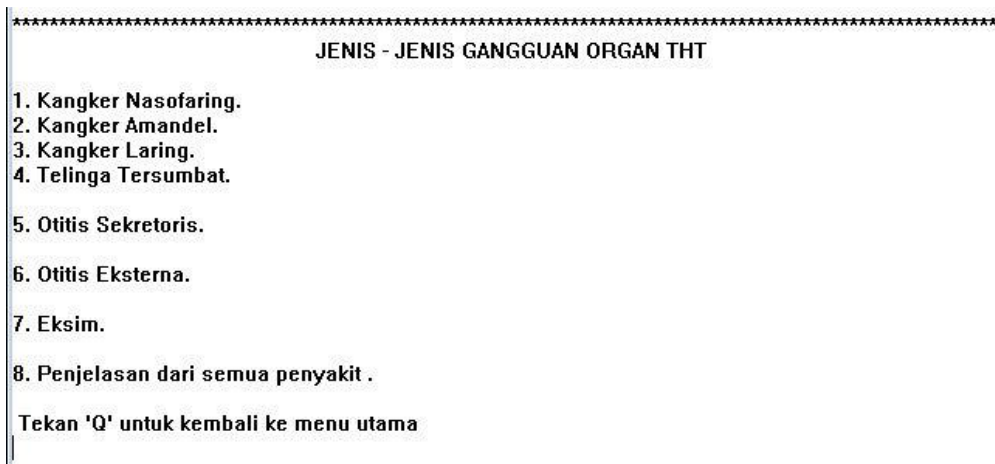 ****************************************************************************************************
JENIS - JENIS GANGGUAN ORGAN THT
1. Kangker Nasofaring.
2. Kangker Amandel.
3. Kangker Laring.
4. Telinga Tersumbat.
5. Otitis Sekretoris.
6. Otitis Eksterna.
7. Eksim.
8. Penjelasan dari semua penyakit .
Tekan 'Q' untuk kembali ke menu utama